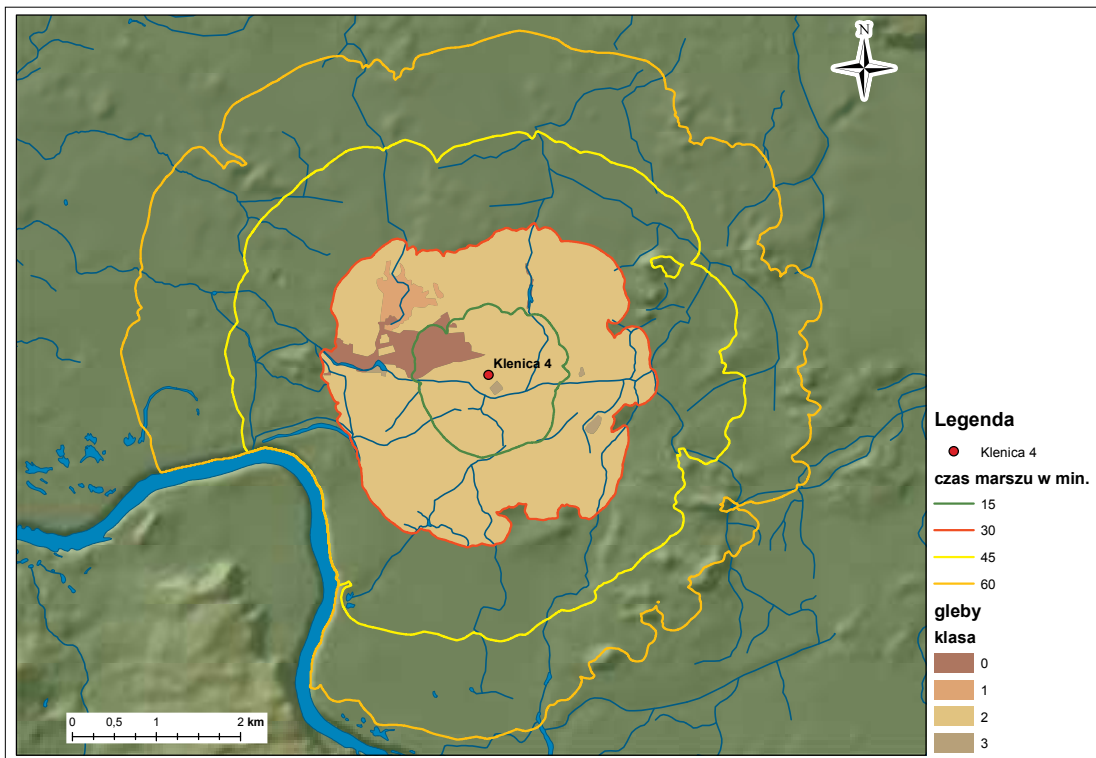 N
Klenica 4
0 0,5 1 2 km
Legenda
Klenica 4
czas marszu w min.
15
30
45
60
gleby
klasa
0
1
2
3